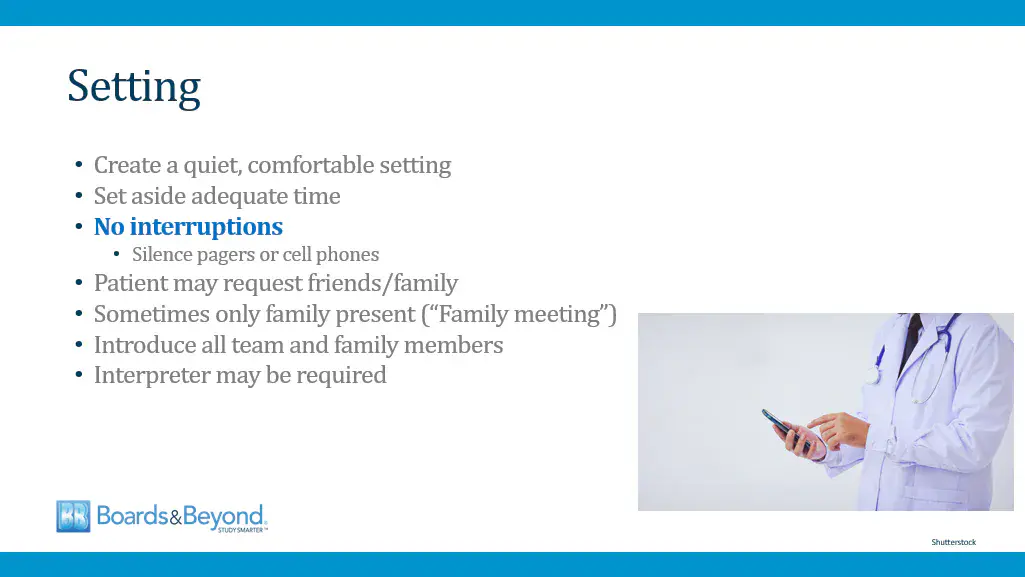 Setting
• Create a quiet, comfortable setting
• Set aside adequate time
• No interruptions
• Silence pagers or cell phones
• Patient may request friends/family
• Sometimes only family present (“Family meeting”)
• Introduce all team and family members
• Interpreter may be required
BB Boards&Beyond®
STUDY SMARTER™
Shutterstock